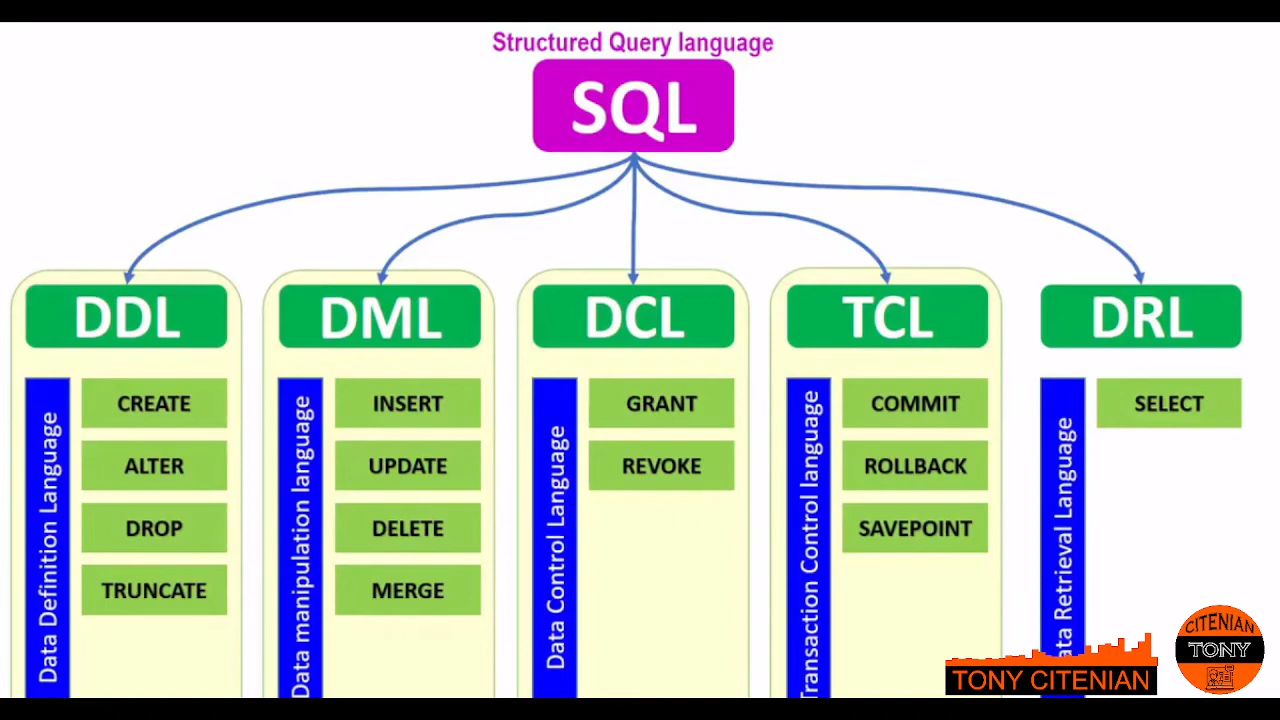 Structured Query language
SQL
DDL
Data Definition Language
CREATE
ALTER
DROP
TRUNCATE
DML
Data manipulation language
INSERT
UPDATE
DELETE
MERGE
DCL
Data Control Language
GRANT
REVOKE
TCL
Transaction Control language
COMMIT
ROLLBACK
SAVEPOINT
DRL
Retrieval Language
SELECT
TONY CITENIAN
CITENIAN
TONY